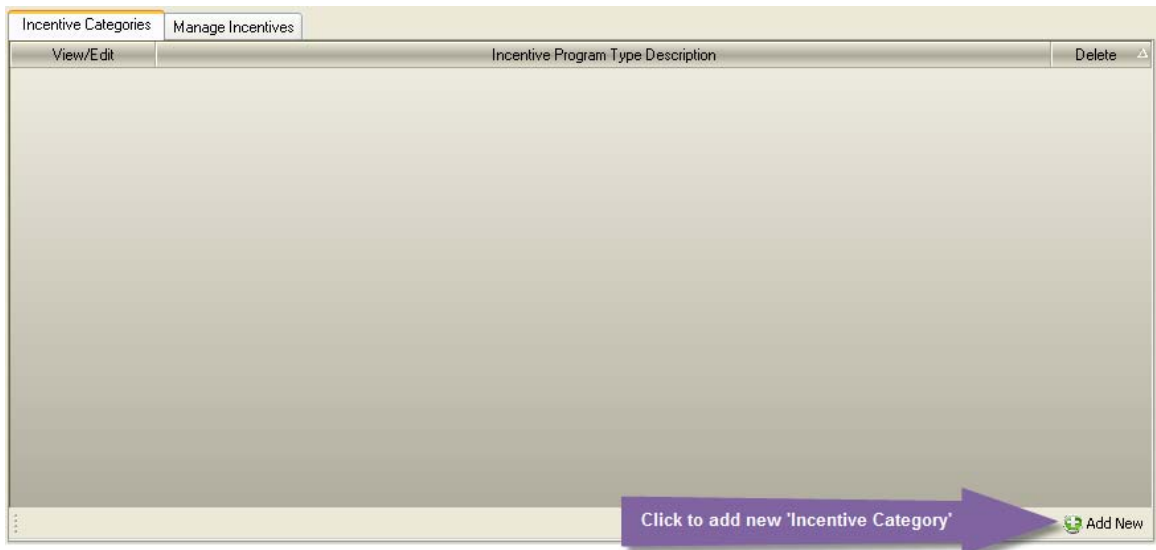 Incentive Categories Manage Incentives
View/Edit Incentive Program Type Description Delete
Click to add new 'Incentive Category' Add New